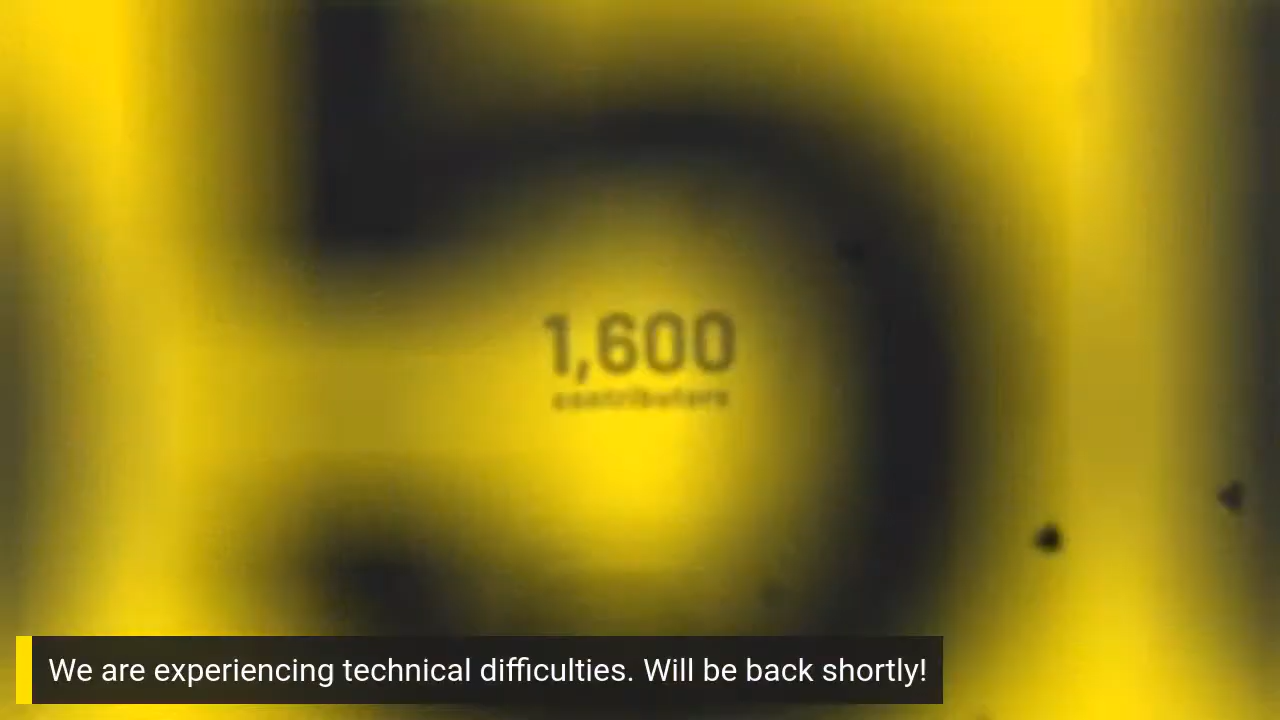 1,600
contributors
We are experiencing technical difficulties. Will be back shortly!